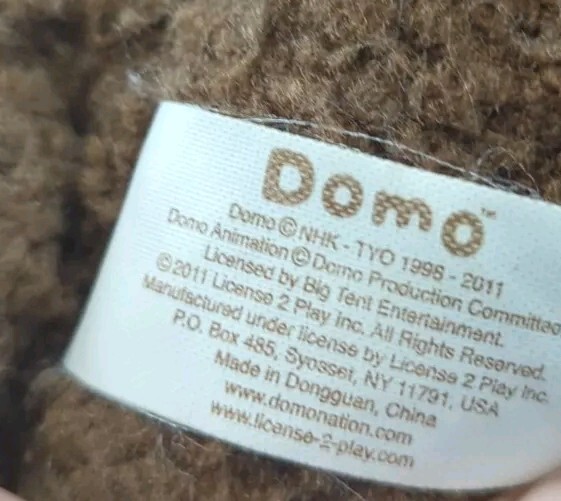 Domo™
Domo © NHK - TYO 1998 - 2011
Domo Animation © Domo Production Committee
Licensed by Big Tent Entertainment.
© 2011 License 2 Play Inc. All Rights Reserved.
Manufactured under license by License 2 Play Inc.
P.O. Box 485, Syosset, NY 11791, USA
Made in Dongguan, China
www.domonation.com
www.license-2-play.com